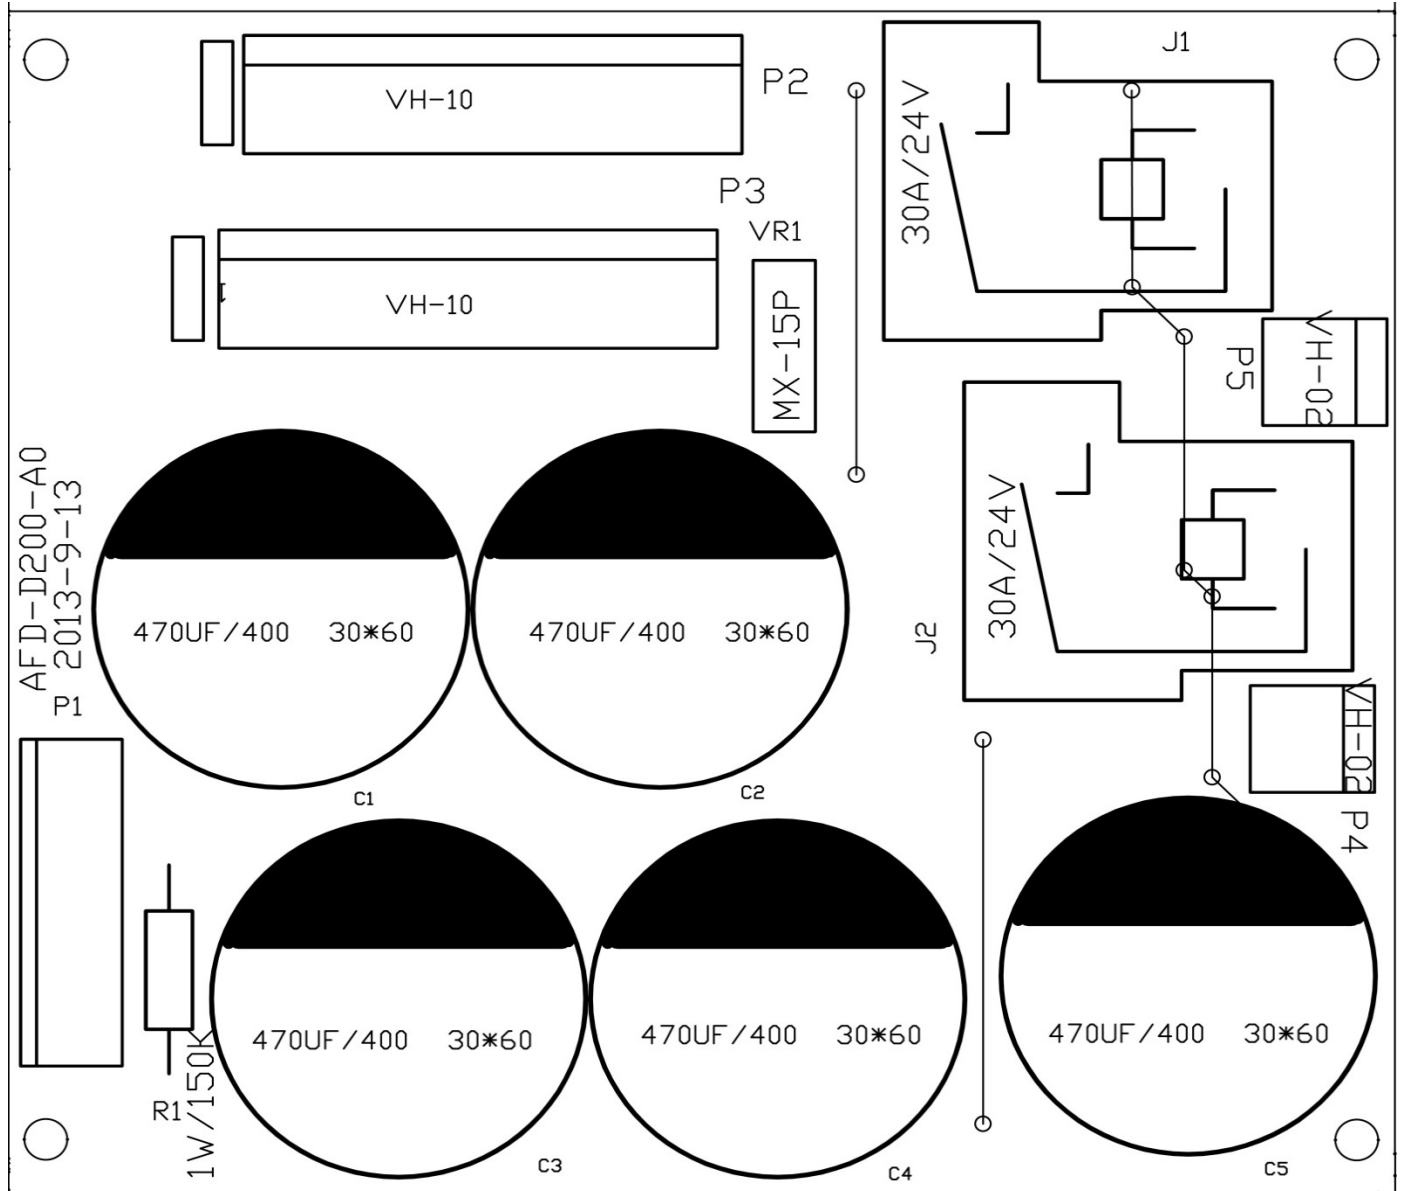 J1
VH-10
P2
30A/24V
P3
VR1
VH-10
1
MX-15P
P5
VH-02
AFD-D200-A0
2013-9-13
470UF/400 30*60
470UF/400 30*60
30A/24V
J2
P1
VH-02
C1
C2
P4
470UF/400 30*60
470UF/400 30*60
470UF/400 30*60
1W/150K
R1
C3
C4
C5